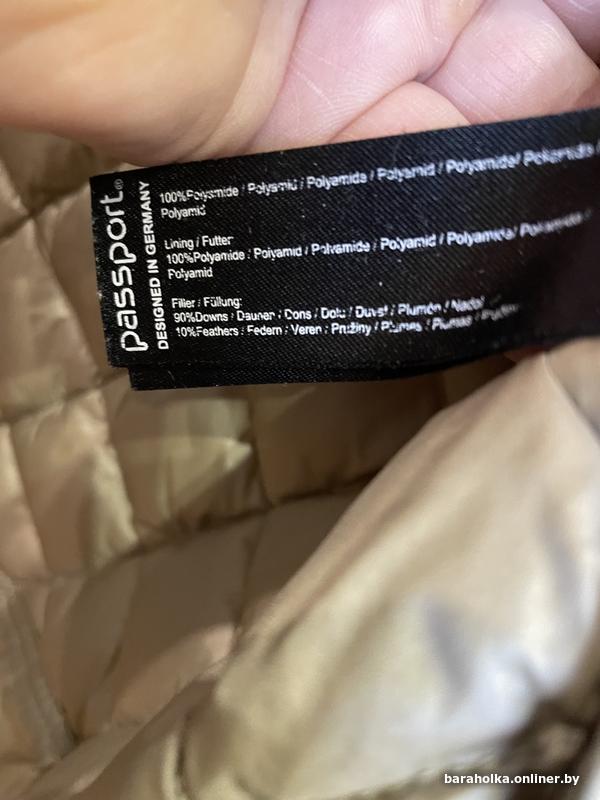 passport®
DESIGNED IN GERMANY
100%Polyamide / Polyamid / Polyamide / Polyamid / Polyamide / Poliamida /
Polyamid
Lining / Futter
100%Polyamide / Polyamid / Polyamide / Polyamid / Polyamide / Poliamida /
Polyamid
Filler / Füllung:
90%Downs / Daunen / Dons / Dolu / Duvet / Plumón / Nadol
10%Feathers / Federn / Veren / Pružiny / Plumes / Plumas /
baraholka.onliner.by